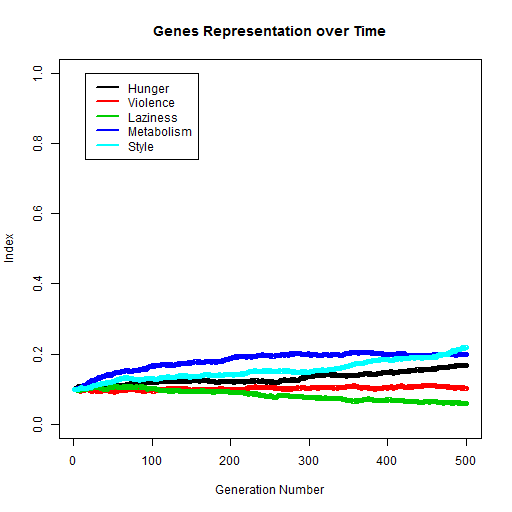 Genes Representation over Time
Index
1.0
0.8
0.6
0.4
0.2
0.0
Hunger
Violence
Laziness
Metabolism
Style
0 100 200 300 400 500
Generation Number